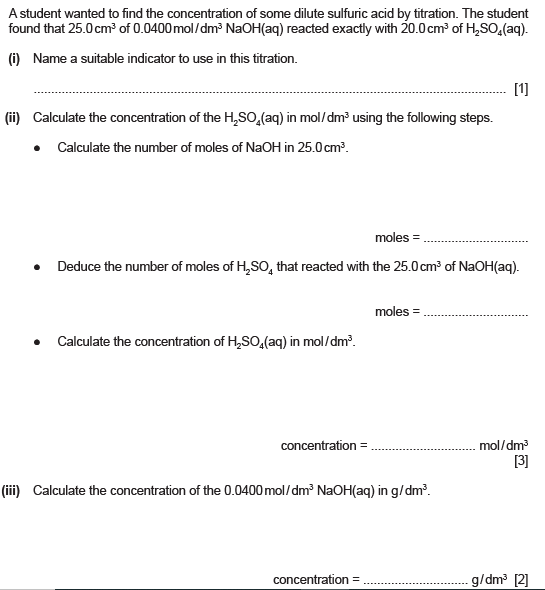 A student wanted to find the concentration of some dilute sulfuric acid by titration. The student
found that 25.0 cm³ of 0.0400 mol/dm³ NaOH(aq) reacted exactly with 20.0 cm³ of H₂SO₄(aq).
(i) Name a suitable indicator to use in this titration.
.................................................................................................................................... [1]
(ii) Calculate the concentration of the H₂SO₄(aq) in mol/dm³ using the following steps.
• Calculate the number of moles of NaOH in 25.0 cm³.
moles = ..............................
• Deduce the number of moles of H₂SO₄ that reacted with the 25.0 cm³ of NaOH(aq).
moles = ..............................
• Calculate the concentration of H₂SO₄(aq) in mol/dm³.
concentration = .............................. mol/dm³
[3]
(iii) Calculate the concentration of the 0.0400 mol/dm³ NaOH(aq) in g/dm³.
concentration = .............................. g/dm³ [2]